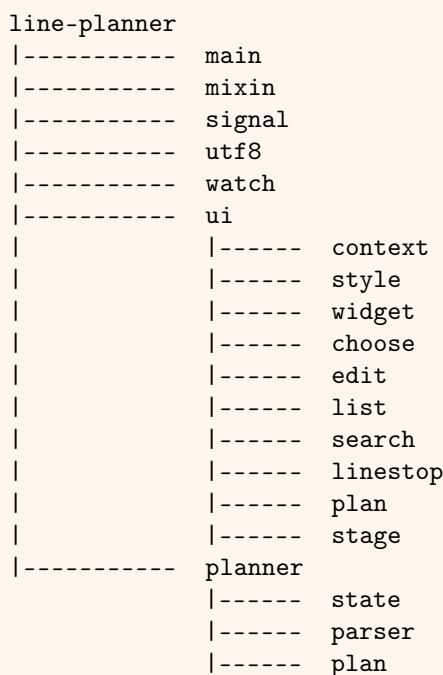 line-planner
|----------- main
|----------- mixin
|----------- signal
|----------- utf8
|----------- watch
|----------- ui
|            |------ context
|            |------ style
|            |------ widget
|            |------ choose
|            |------ edit
|            |------ list
|            |------ search
|            |------ linestop
|            |------ plan
|            |------ stage
|----------- planner
             |------ state
             |------ parser
             |------ plan